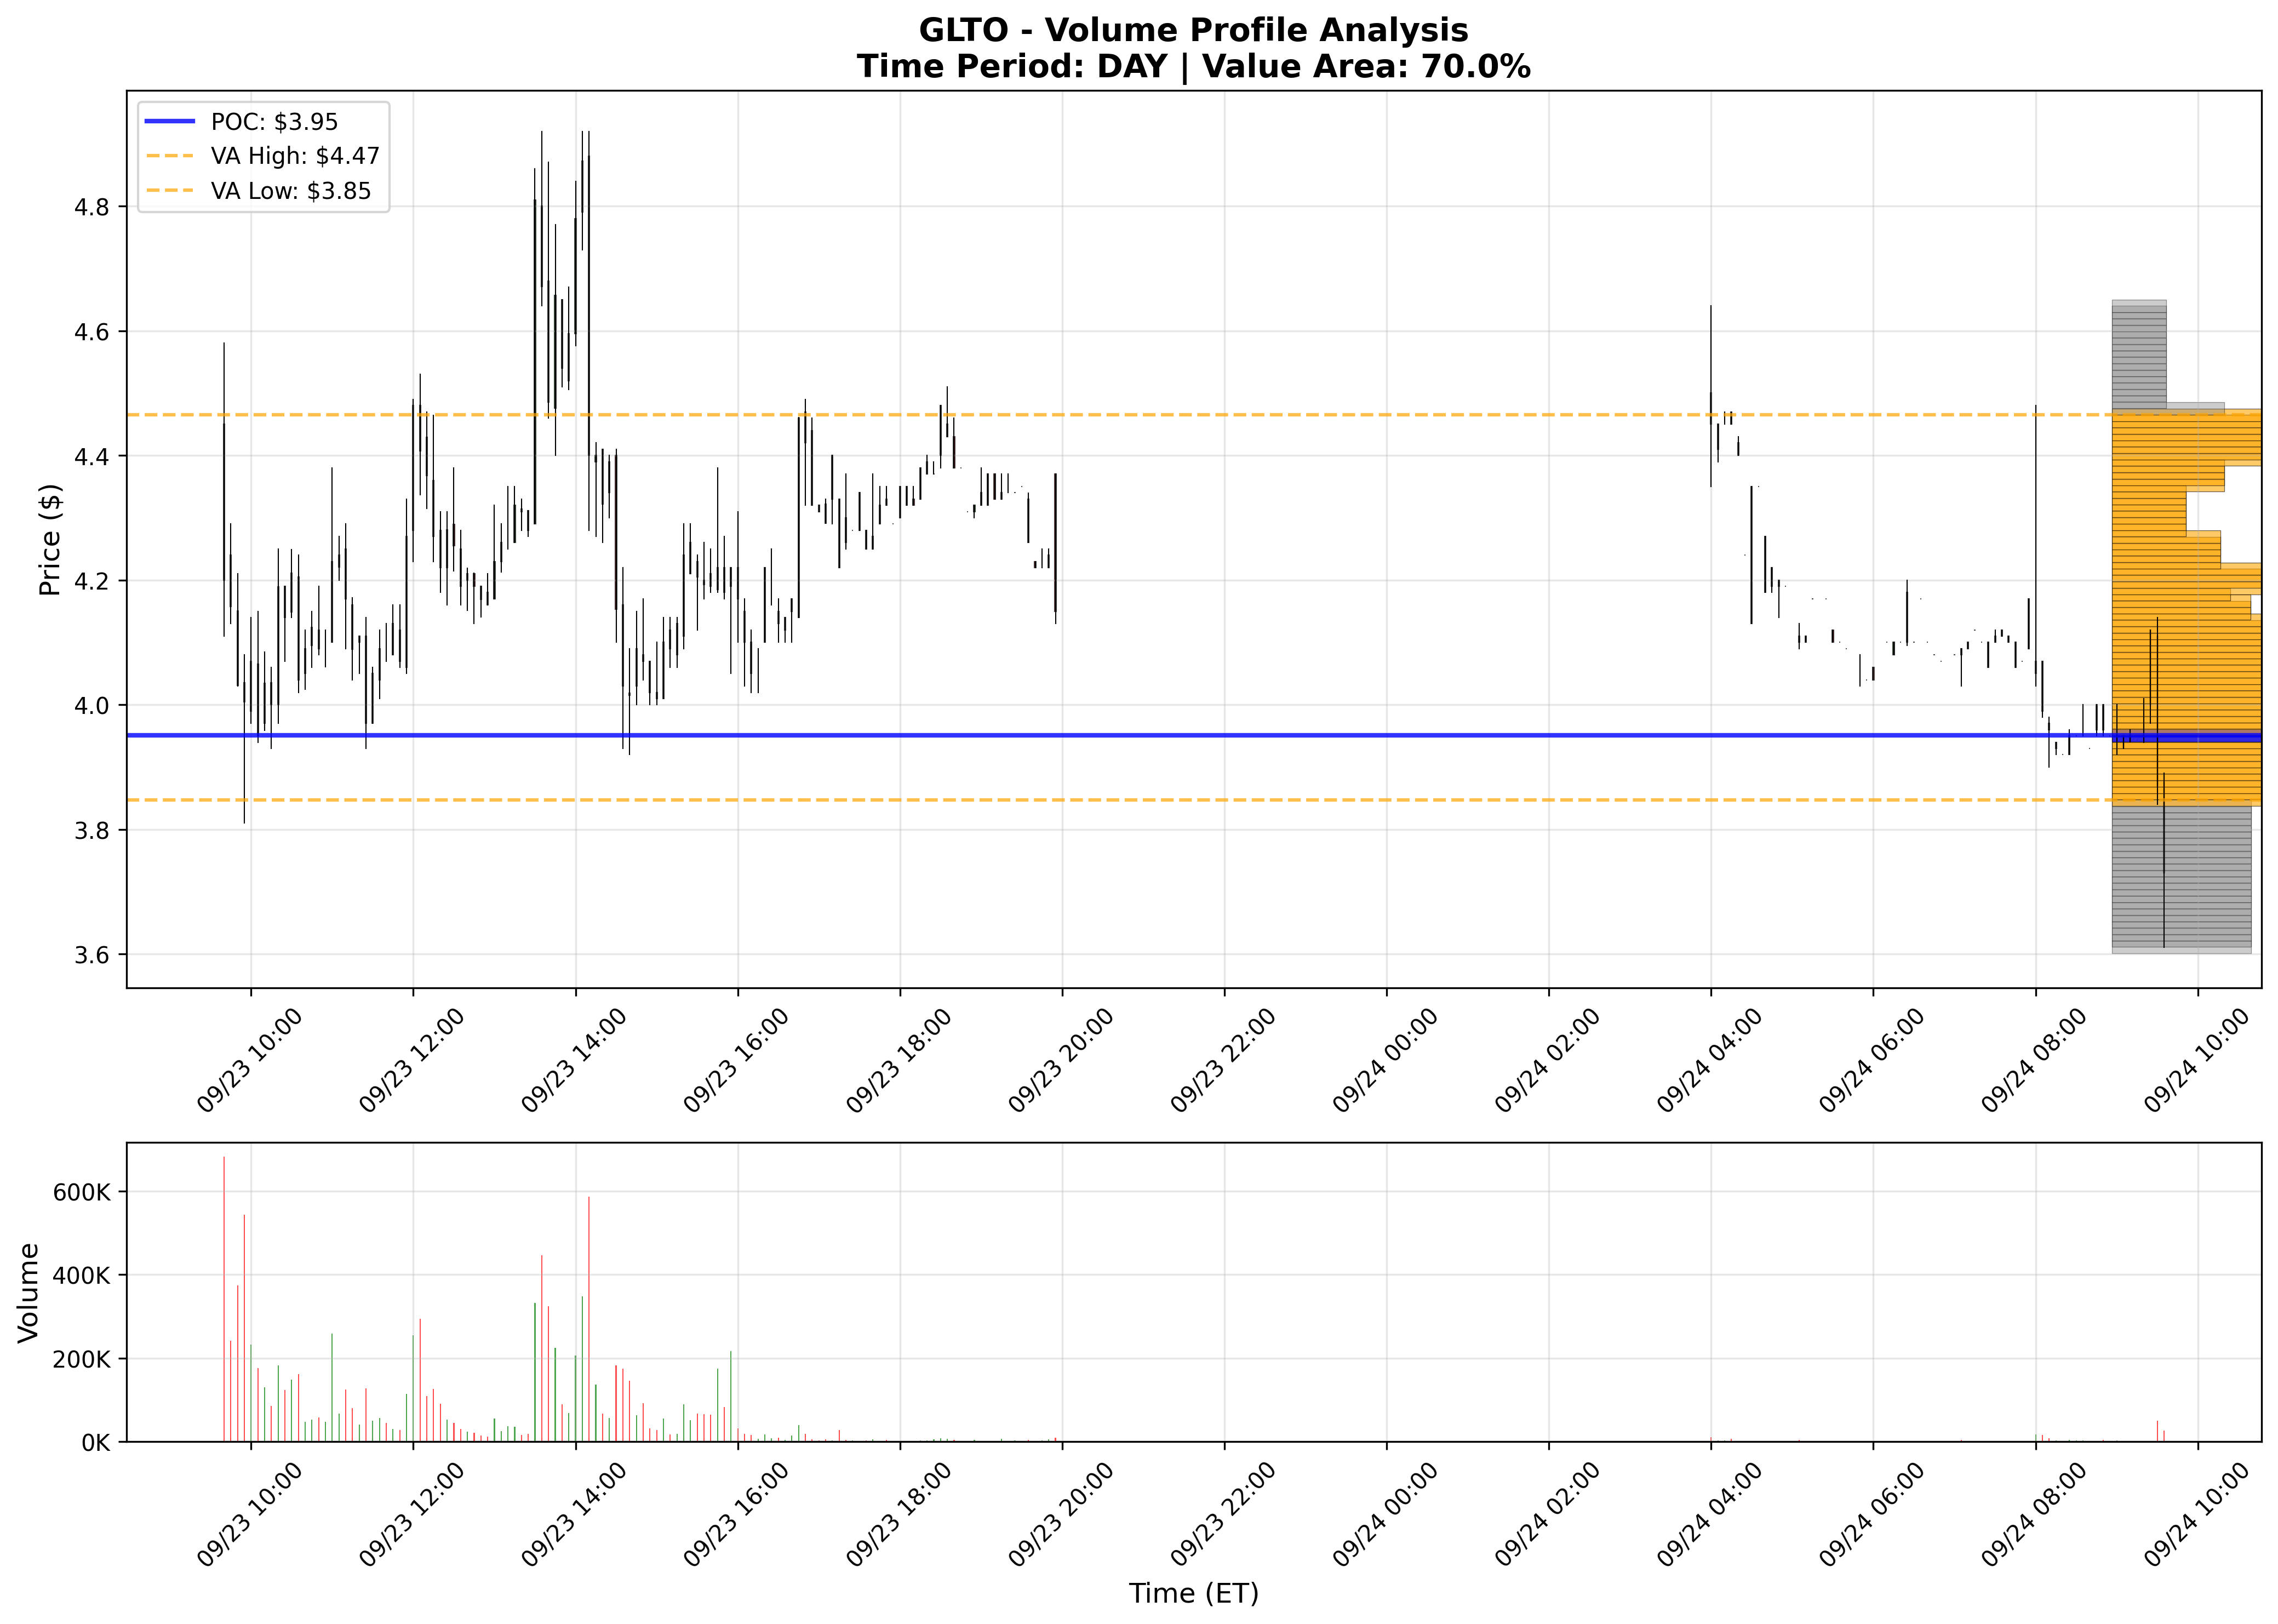 GLTO - Volume Profile Analysis
Time Period: DAY | Value Area: 70.0%
POC: $3.95
VA High: $4.47
VA Low: $3.85
Price ($)
4.8
4.6
4.4
4.2
4.0
3.8
3.6
09/23 10:00
09/23 12:00
09/23 14:00
09/23 16:00
09/23 18:00
09/23 20:00
09/23 22:00
09/24 00:00
09/24 02:00
09/24 04:00
09/24 06:00
09/24 08:00
09/24 10:00
Volume
600K
400K
200K
0K
09/23 10:00
09/23 12:00
09/23 14:00
09/23 16:00
09/23 18:00
09/23 20:00
09/23 22:00
09/24 00:00
09/24 02:00
09/24 04:00
09/24 06:00
09/24 08:00
09/24 10:00
Time (ET)